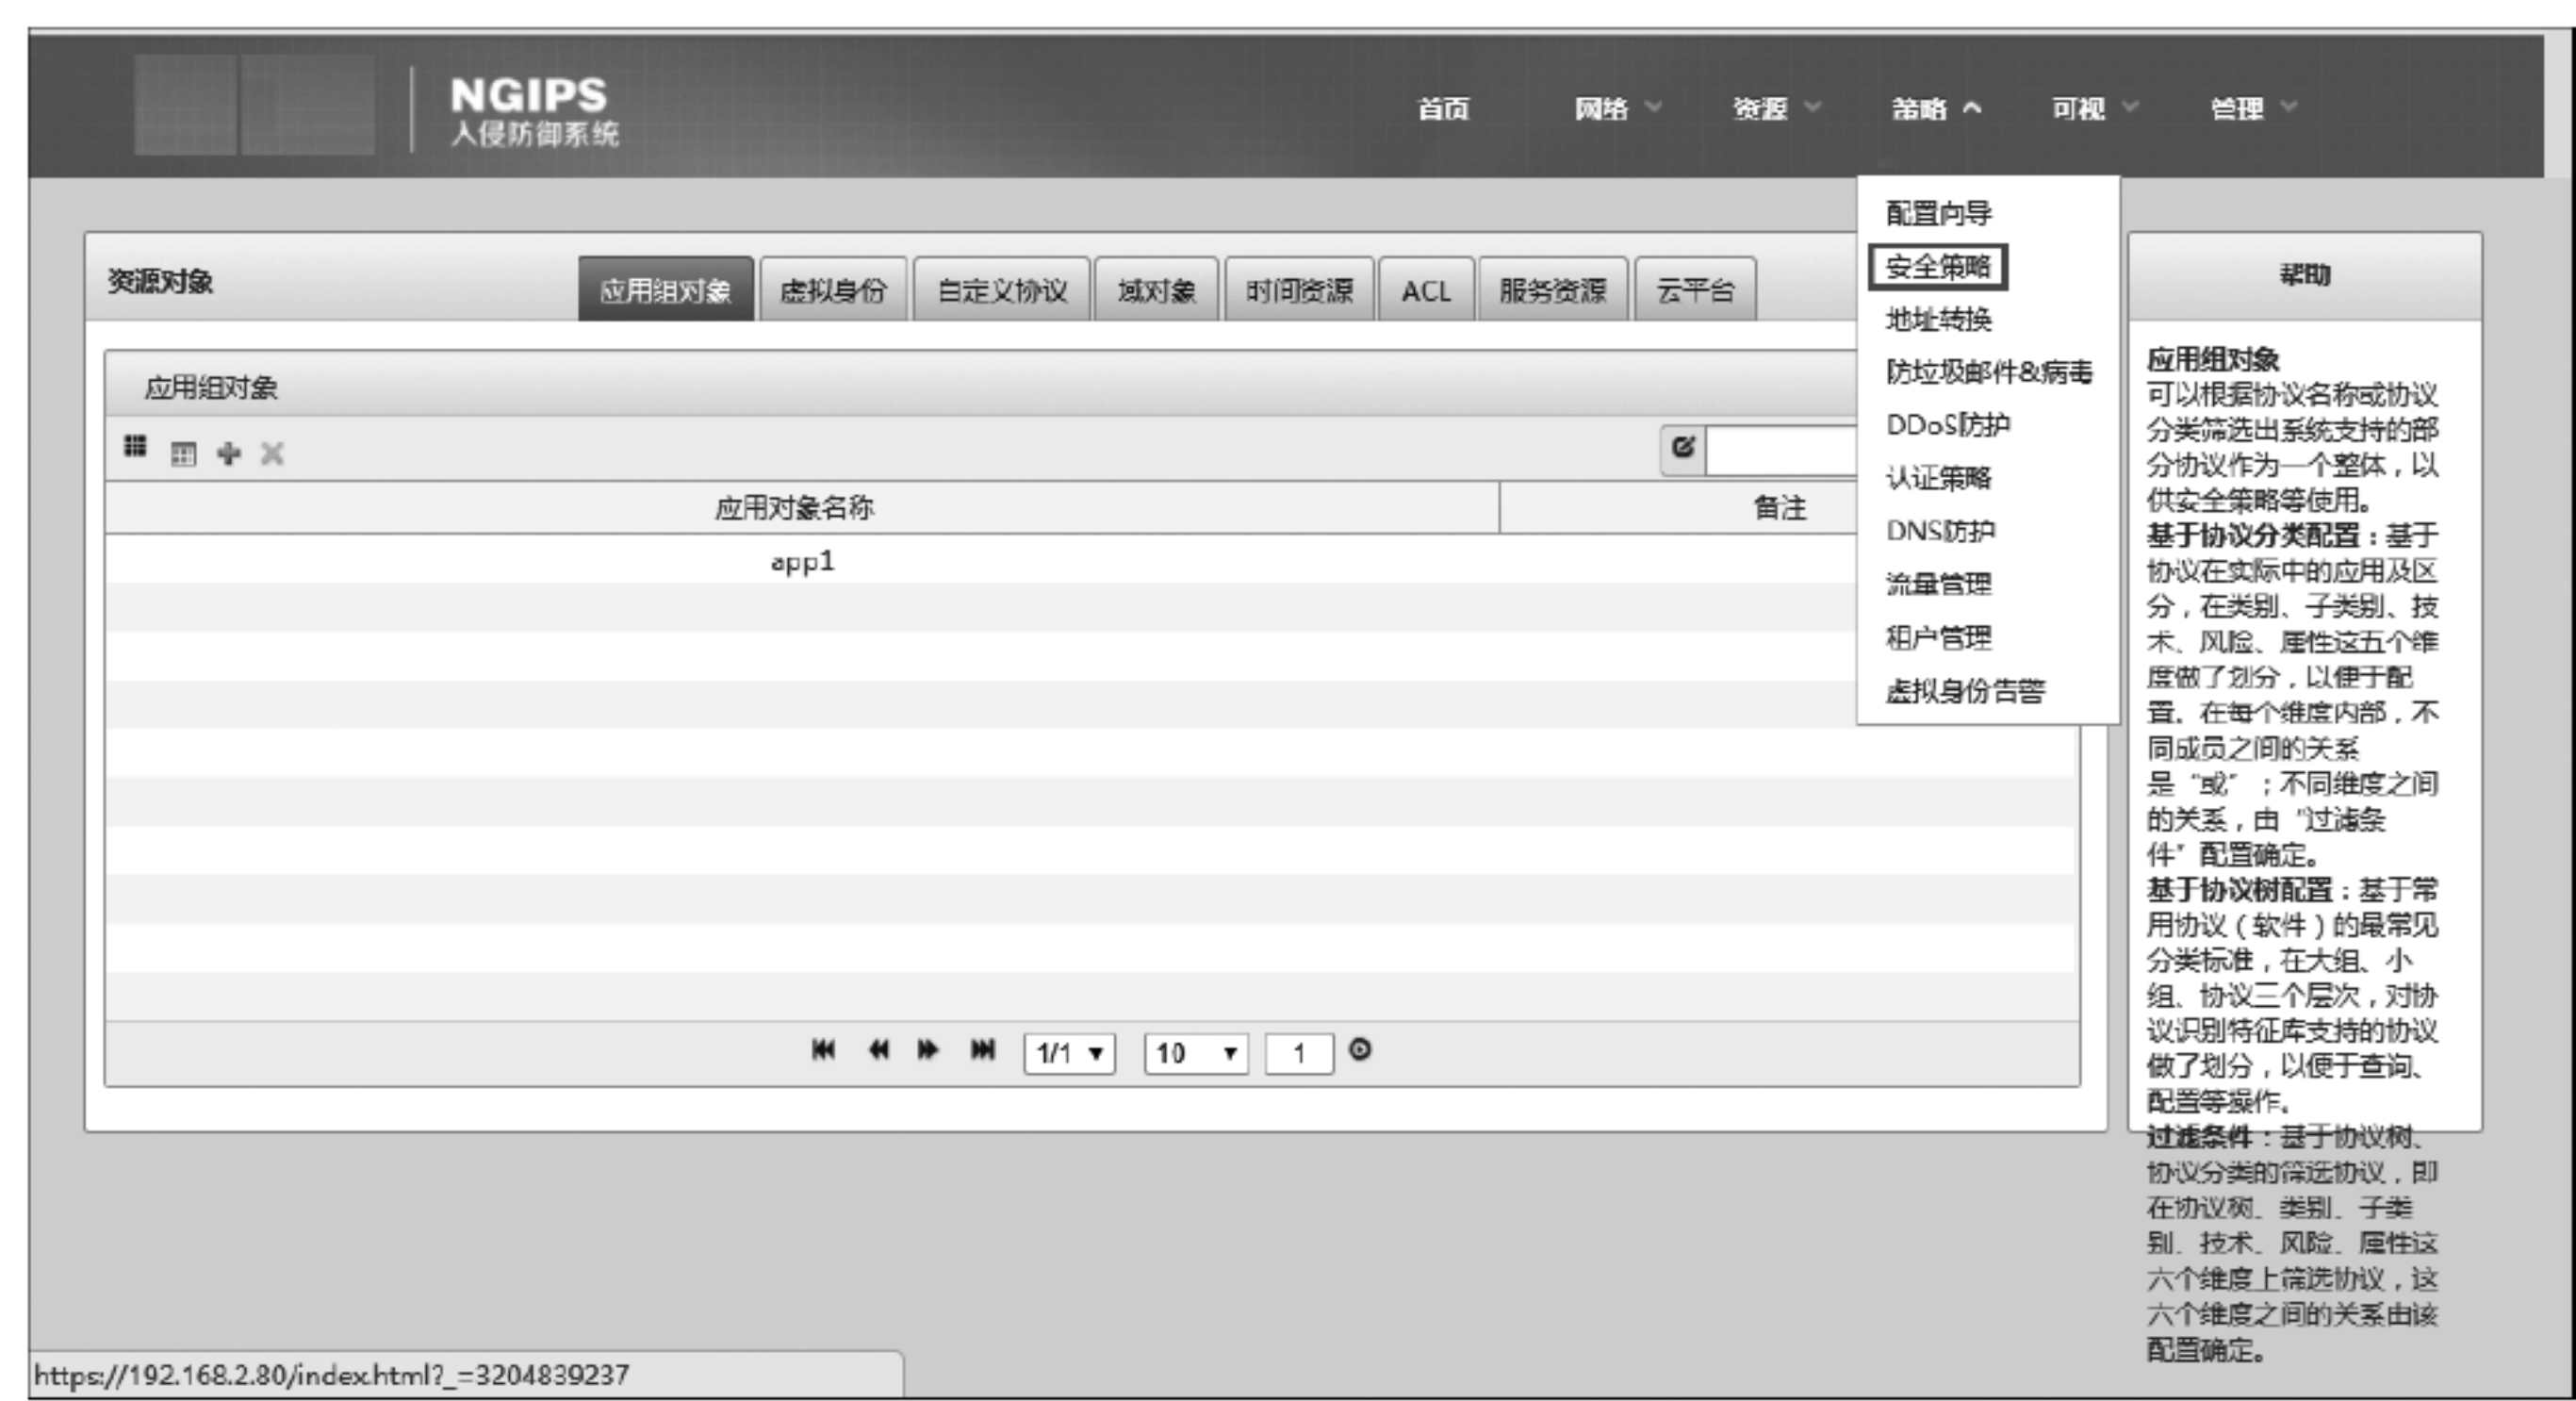 NGIPS
入侵防御系统
首页 网络 资源 策略 可视 管理
配置向导
安全策略
地址转换
防垃圾邮件&病毒
DDoS防护
认证策略
DNS防护
流量管理
租户管理
虚拟身份告警
资源对象 应用组对象 虚拟身份 自定义协议 域对象 时间资源 ACL 服务资源 云平台
应用组对象
应用对象名称 备注
app1
1/1 10 1
帮助
应用组对象
可以根据协议名称或协议
分类筛选出系统支持的部
分协议作为一个整体，以
供安全策略等使用。
基于协议分类配置：基于
协议在实际中的应用及区
分，在类别、子类别、技
术、风险、属性这五个维
度做了划分，以便于配
置。在每个维度内部，不
同成员之间的关系
是“或”；不同维度之间
的关系，由“过滤条
件”配置确定。
基于协议树配置：基于常
用协议（软件）的最常见
分类标准，在大组、小
组、协议三个层次，对协
议识别特征库支持的协议
做了划分，以便于查询、
配置等操作。
过滤条件：基于协议树、
协议分类的筛选协议，即
在协议树、类别、子类
别、技术、风险、属性这
六个维度上筛选协议，这
六个维度之间的关系由该
配置确定。
https://192.168.2.80/index.html?_=3204839237